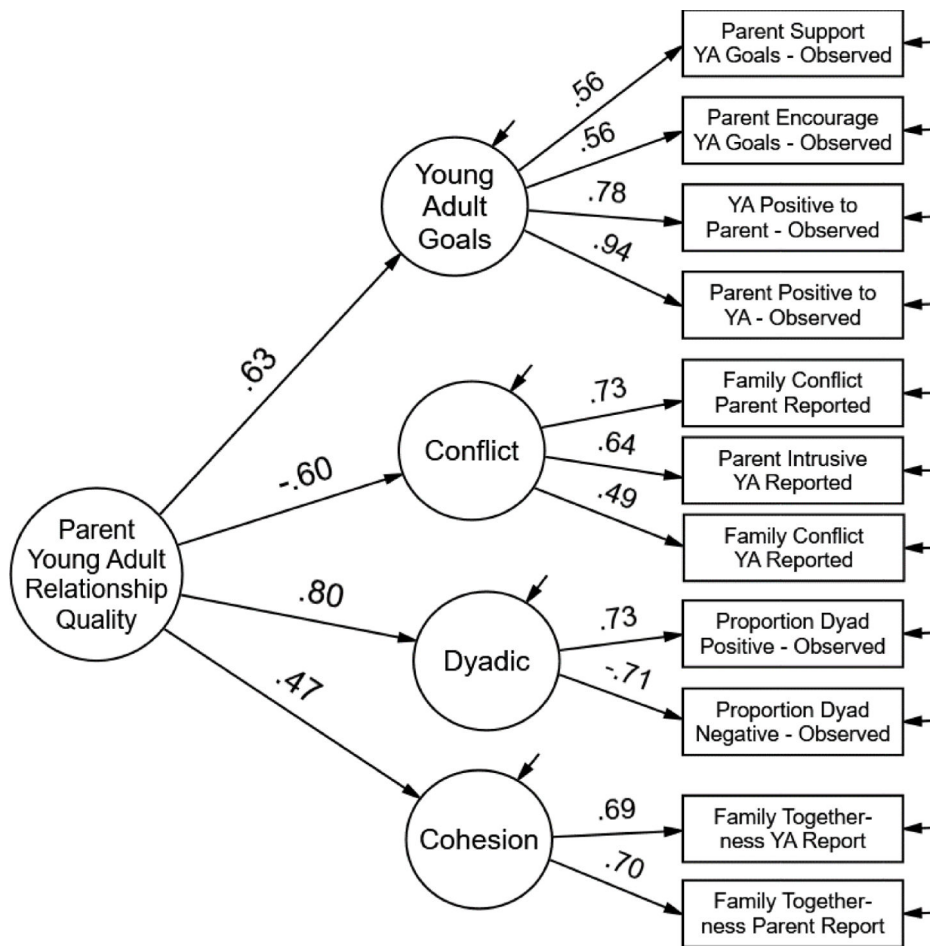 Parent Support
YA Goals - Observed
.56
Parent Encourage
YA Goals - Observed
.56
Young
Adult
Goals
.78
YA Positive to
Parent - Observed
.94
Parent Positive to
YA - Observed
.63
Family Conflict
Parent Reported
.73
Conflict
.64
Parent Intrusive
YA Reported
-.60
.49
Family Conflict
YA Reported
Parent
Young Adult
Relationship
Quality
.80
.73
Proportion Dyad
Positive - Observed
Dyadic
-.71
Proportion Dyad
Negative - Observed
.47
.69
Family Together-
ness YA Report
Cohesion
.70
Family Together-
ness Parent Report